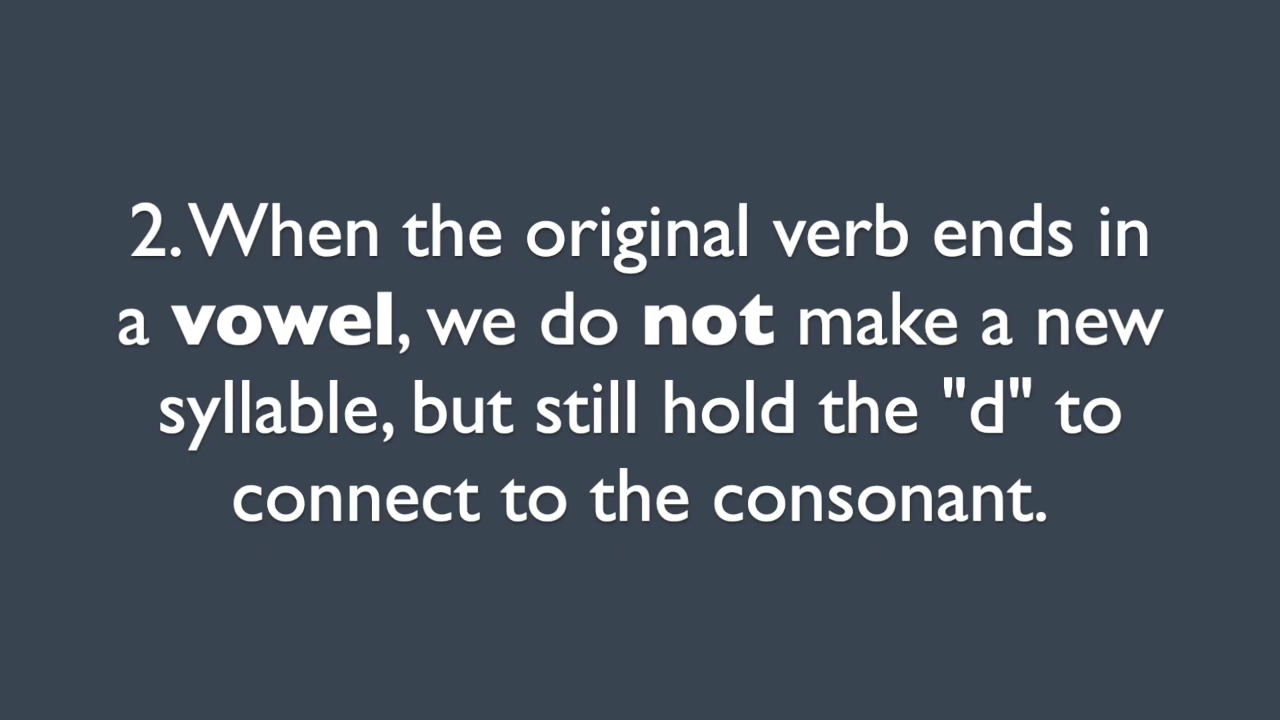 2. When the original verb ends in
a vowel, we do not make a new
syllable, but still hold the "d" to
connect to the consonant.